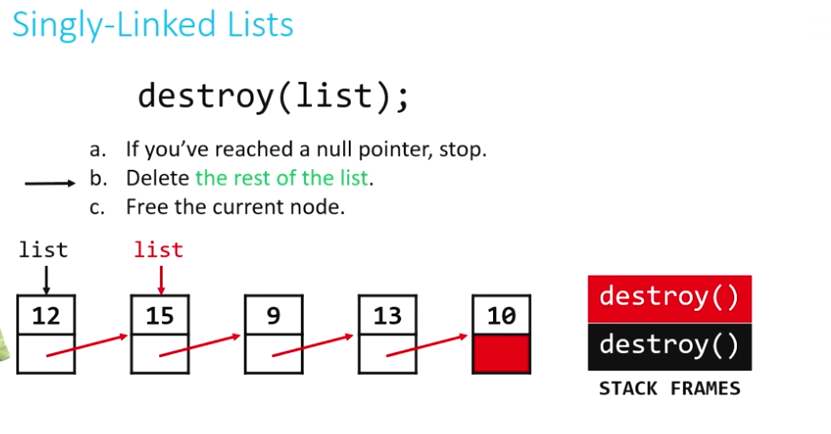 Singly-Linked Lists
destroy(list);
a. If you’ve reached a null pointer, stop.
b. Delete the rest of the list.
c. Free the current node.
list list
12 15 9 13 10
destroy()
destroy()
STACK FRAMES